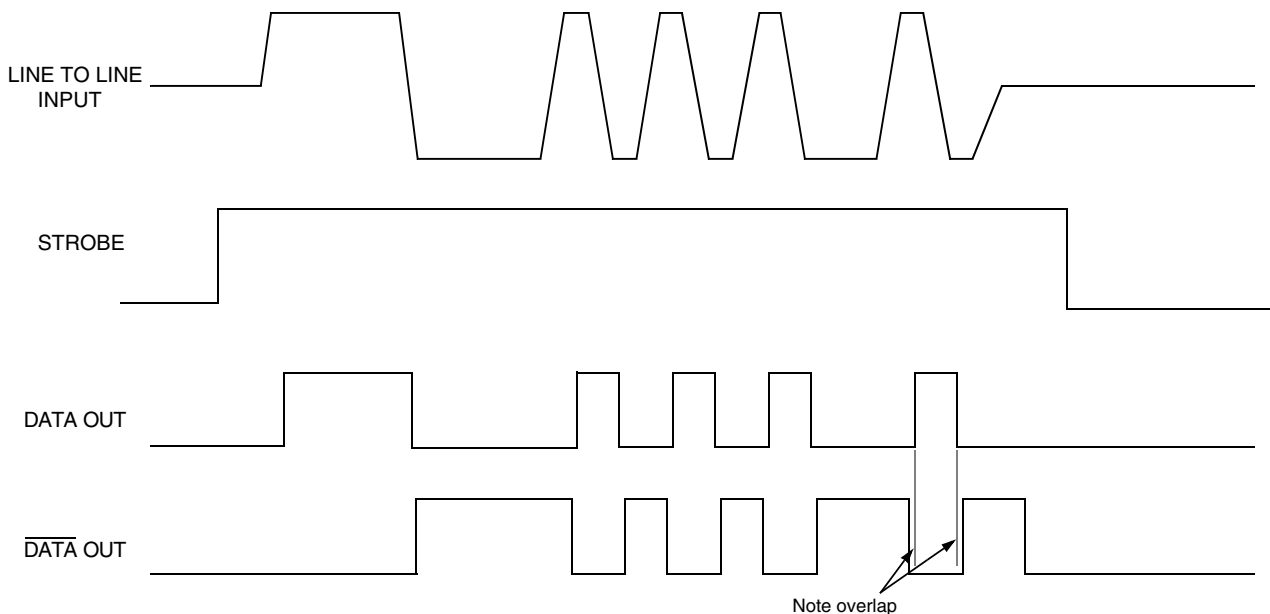 LINE TO LINE
INPUT
STROBE
DATA OUT
DATA OUT
Note overlap